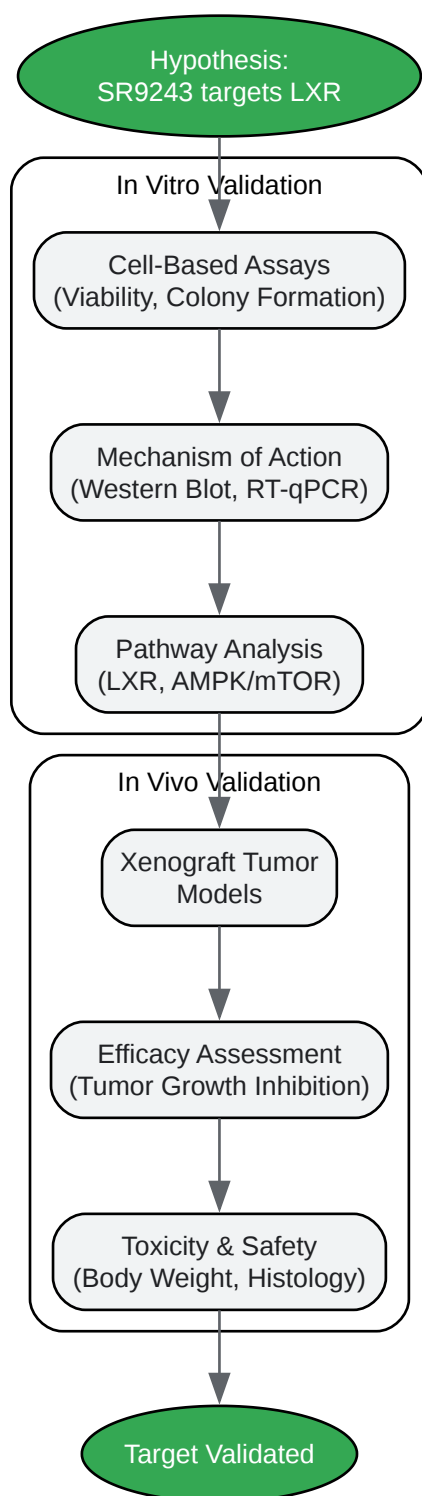 Hypothesis:
SR9243 targets LXR
In Vitro Validation
Cell-Based Assays
(Viability, Colony Formation)
Mechanism of Action
(Western Blot, RT-qPCR)
Pathway Analysis
(LXR, AMPK/mTOR)
In Vivo Validation
Xenograft Tumor
Models
Efficacy Assessment
(Tumor Growth Inhibition)
Toxicity & Safety
(Body Weight, Histology)
Target Validated